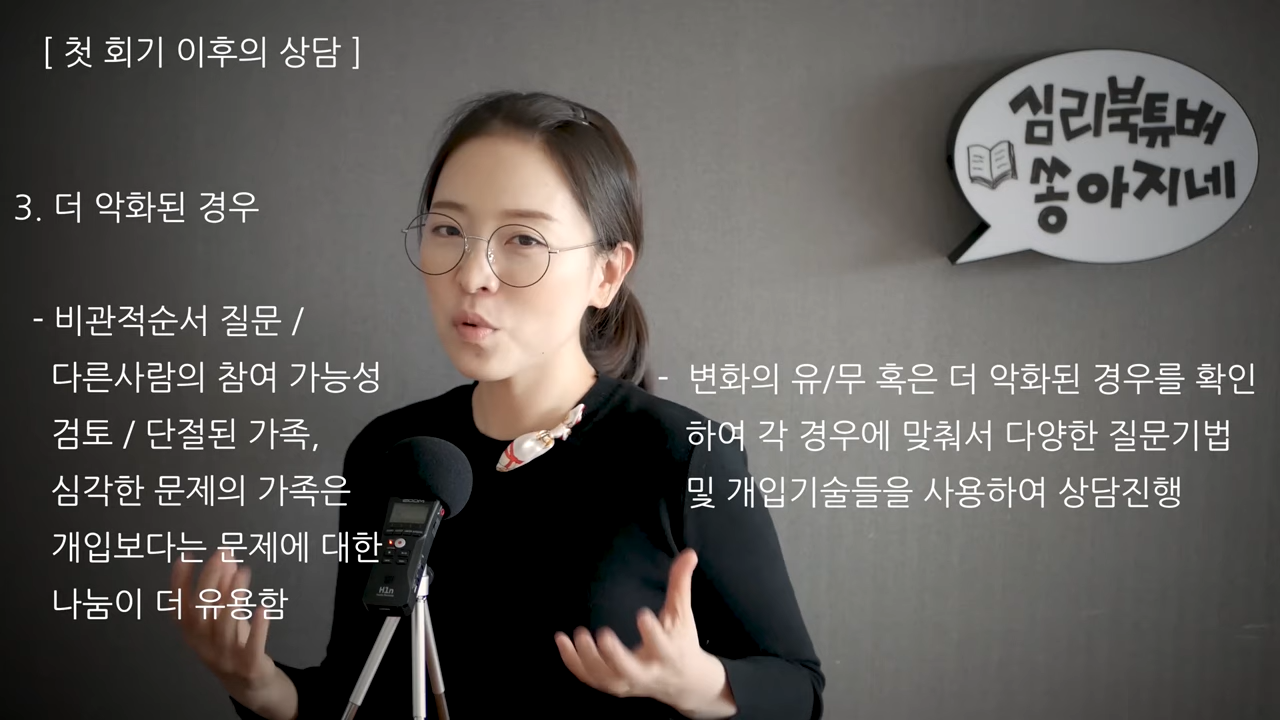 [ 첫 회기 이후의 상담 ]
심리북튜버
쏭아지네
3. 더 악화된 경우
- 비관적순서 질문 /
다른사람의 참여 가능성
검토 / 단절된 가족,
심각한 문제의 가족은
개입보다는 문제에 대한
나눔이 더 유용함
- 변화의 유/무 혹은 더 악화된 경우를 확인
하여 각 경우에 맞춰서 다양한 질문기법
및 개입기술들을 사용하여 상담진행
H1n